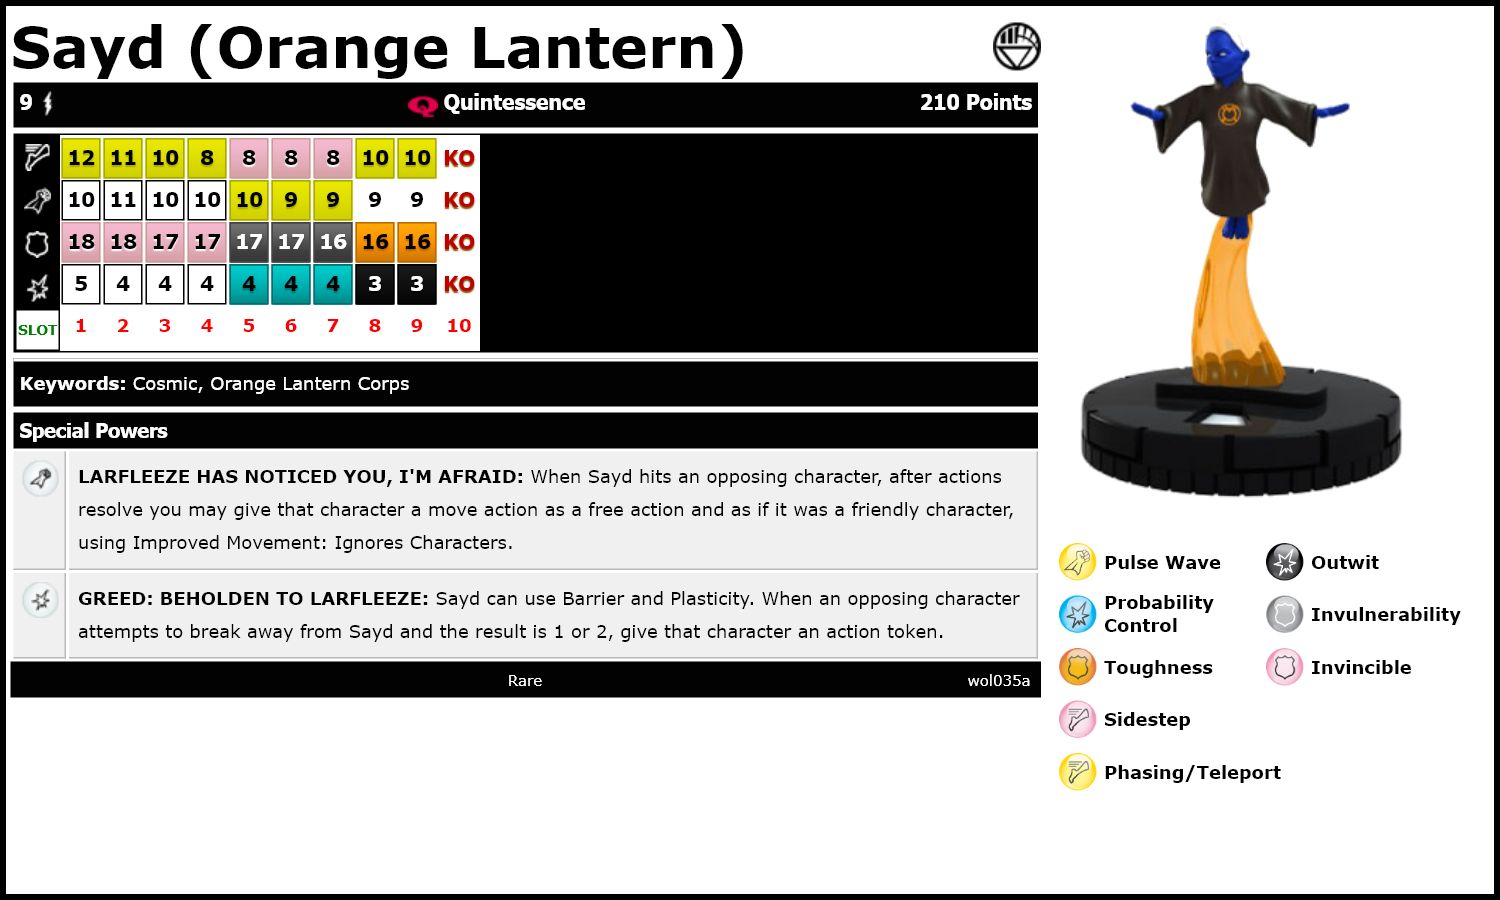 Sayd (Orange Lantern)
9 Quintessence 210 Points
12 11 10 8 8 8 8 10 10 KO
10 11 10 10 10 9 9 9 9 KO
18 18 17 17 17 17 16 16 16 KO
5 4 4 4 4 4 4 3 3 KO
SLOT 1 2 3 4 5 6 7 8 9 10
Keywords: Cosmic, Orange Lantern Corps
Special Powers
LARFLEEZE HAS NOTICED YOU, I'M AFRAID: When Sayd hits an opposing character, after actions
resolve you may give that character a move action as a free action and as if it was a friendly character,
using Improved Movement: Ignores Characters.
GREED: BEHOLDEN TO LARFLEEZE: Sayd can use Barrier and Plasticity. When an opposing character
attempts to break away from Sayd and the result is 1 or 2, give that character an action token.
Rare wol035a
Pulse Wave Outwit
Probability
Control
Invulnerability
Toughness Invincible
Sidestep
Phasing/Teleport